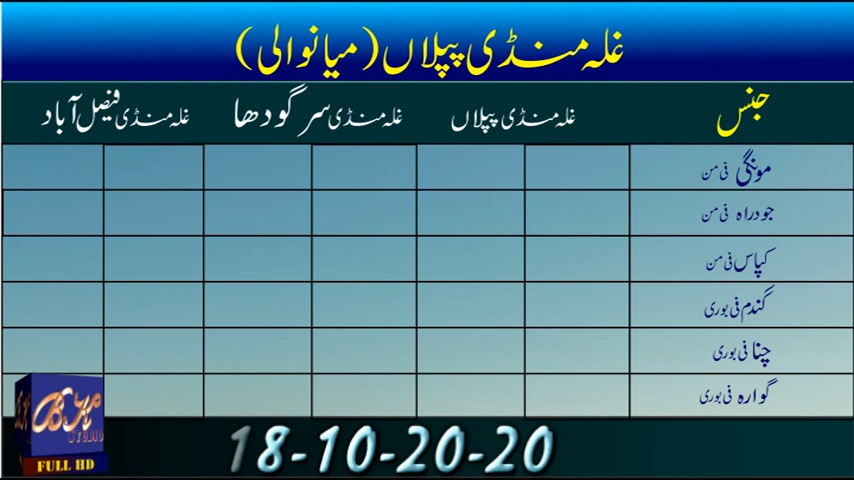 غلہ منڈی پپلاں (میانوالی)
جنس غلہ منڈی پپلاں غلہ منڈی سرگودھا غلہ منڈی فیصل آباد
مونگی فی من
جودراہ فی من
کپاس فی من
گندم فی بوری
چنا فی بوری
گوارہ فی بوری
STUDIO
FULL HD
18-10-20-20